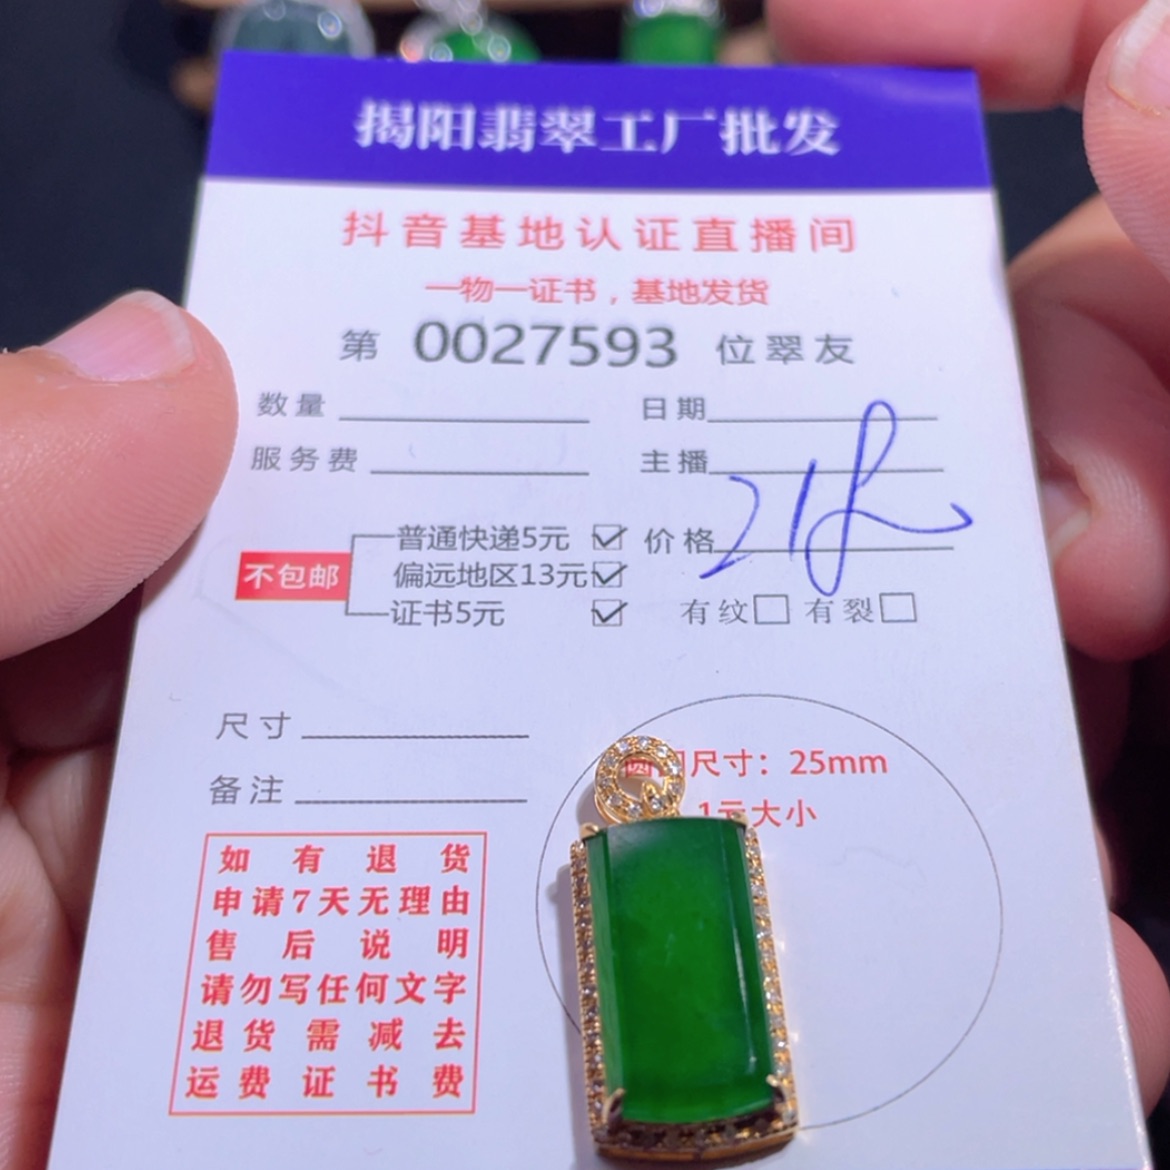 揭阳翡翠工厂批发
抖音基地认证直播间
一物一证书，基地发货
第 0027593 位翠友
数量 日期
服务费 主播
普通快递5元 价格
不包邮 偏远地区13元
证书5元 有纹 有裂
尺寸
圆 尺寸：25mm
备注
1元大小
如有退货
申请7天无理由
售后说明
请勿写任何文字
退货需减去
运费证书费